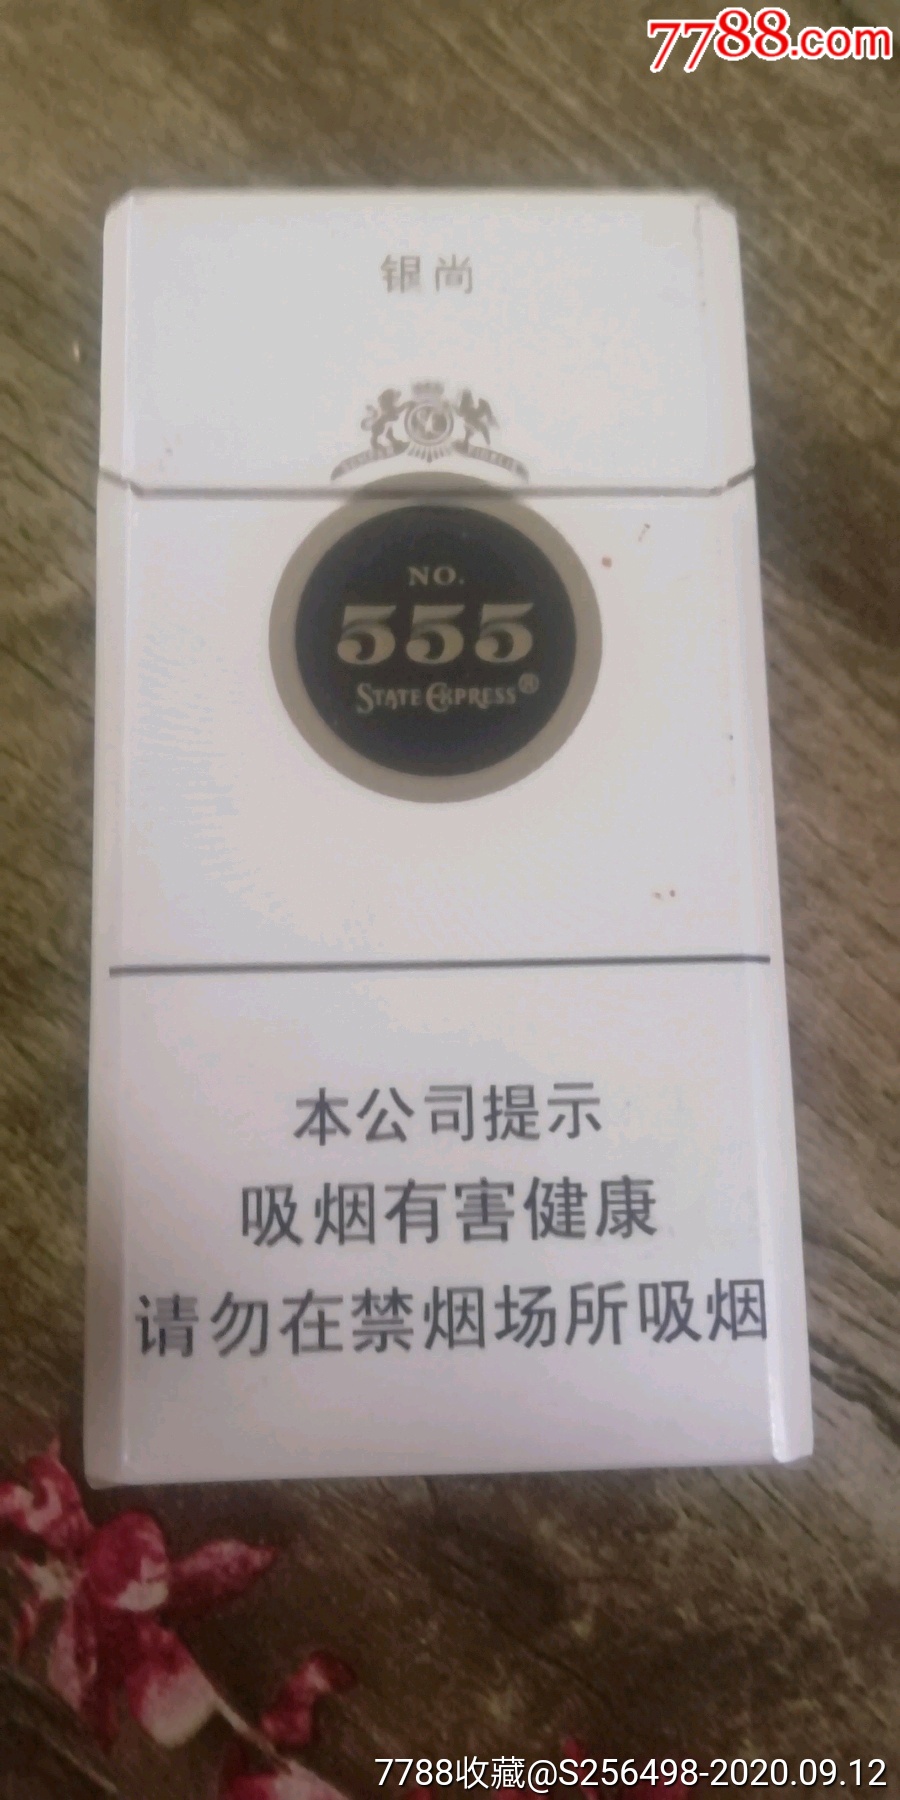 7788.com
银尚
NO.
555
STATE EXPRESS®
本公司提示
吸烟有害健康
请勿在禁烟场所吸烟
7788收藏@S256498-2020.09.12